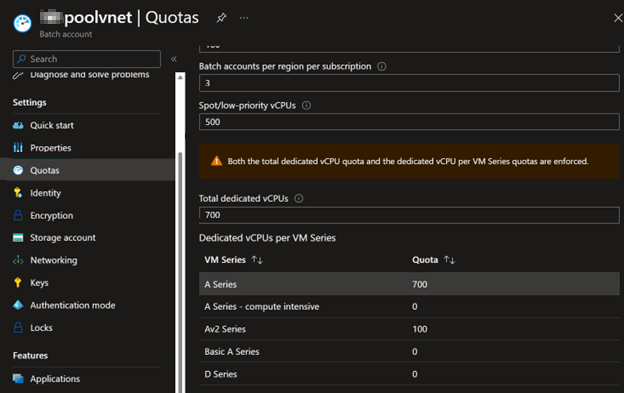 poolvnet | Quotas
Batch account
Search
Diagnose and solve problems
Settings
Quick start
Properties
Quotas
Identity
Encryption
Storage account
Networking
Keys
Authentication mode
Locks
Features
Applications
Batch accounts per region per subscription
3
Spot/low-priority vCPUs
500
Both the total dedicated vCPU quota and the dedicated vCPU per VM Series quotas are enforced.
Total dedicated vCPUs
700
Dedicated vCPUs per VM Series
VM Series Quota
A Series 700
A Series - compute intensive 0
Av2 Series 100
Basic A Series 0
D Series 0